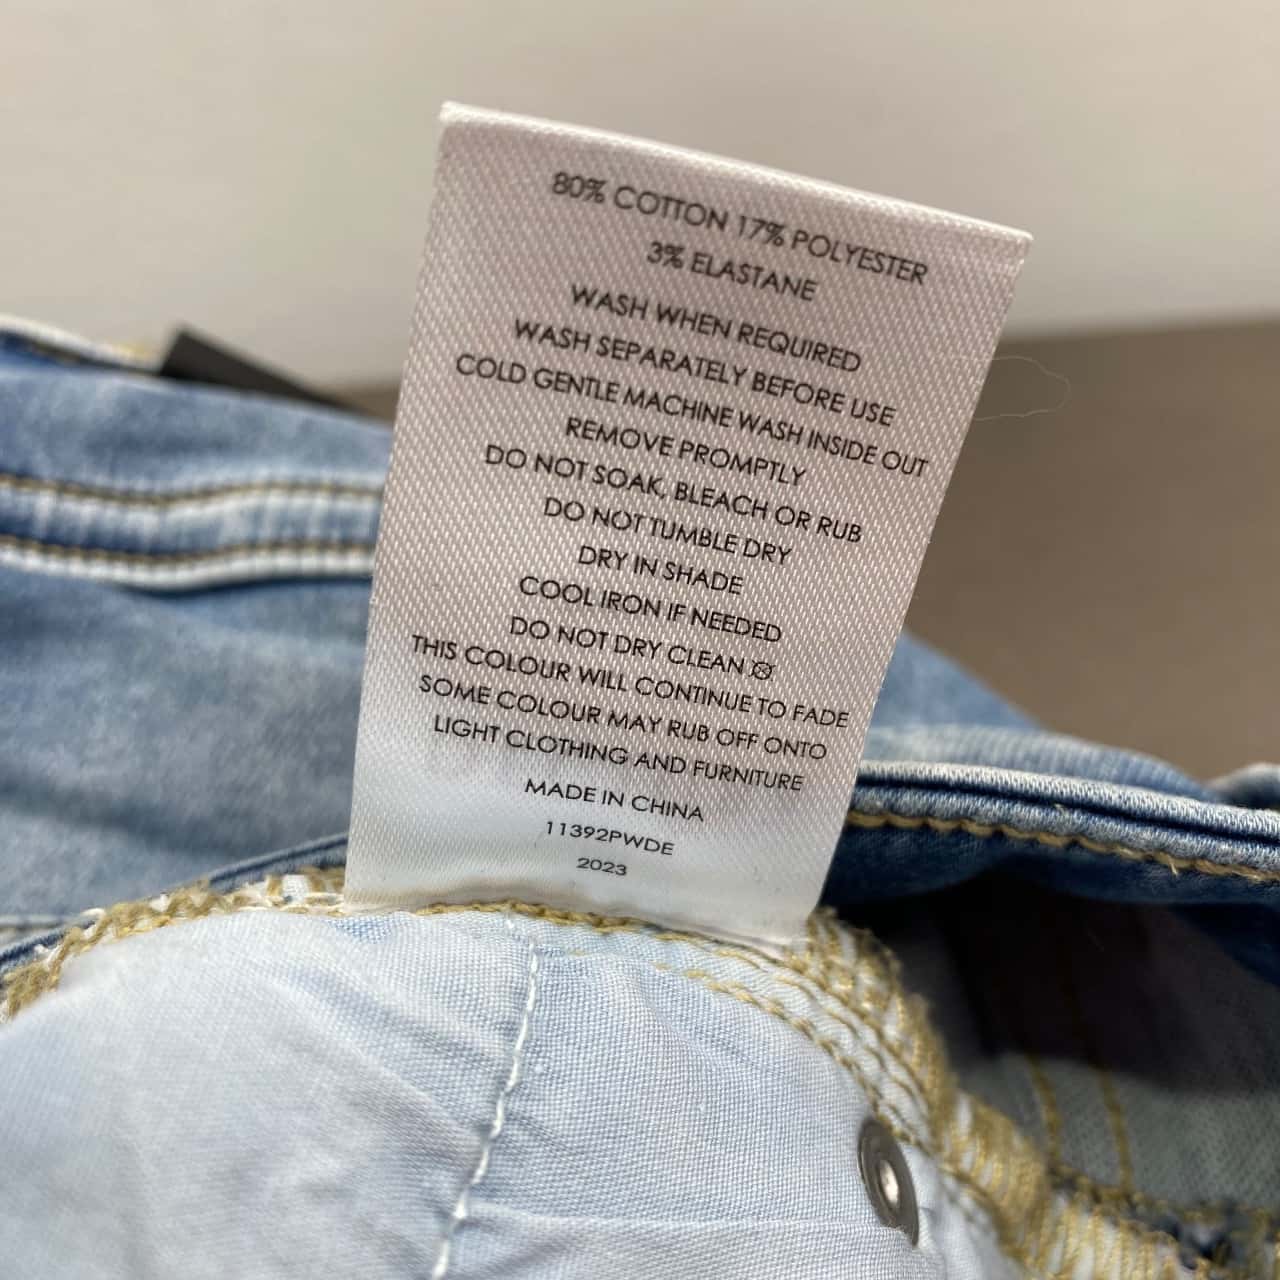 80% COTTON 17% POLYESTER
3% ELASTANE
WASH WHEN REQUIRED
WASH SEPARATELY BEFORE USE
COLD GENTLE MACHINE WASH INSIDE OUT
REMOVE PROMPTLY
DO NOT SOAK, BLEACH OR RUB
DO NOT TUMBLE DRY
DRY IN SHADE
COOL IRON IF NEEDED
DO NOT DRY CLEAN
THIS COLOUR WILL CONTINUE TO FADE
SOME COLOUR MAY RUB OFF ONTO
LIGHT CLOTHING AND FURNITURE
MADE IN CHINA
11392PWDE
2023